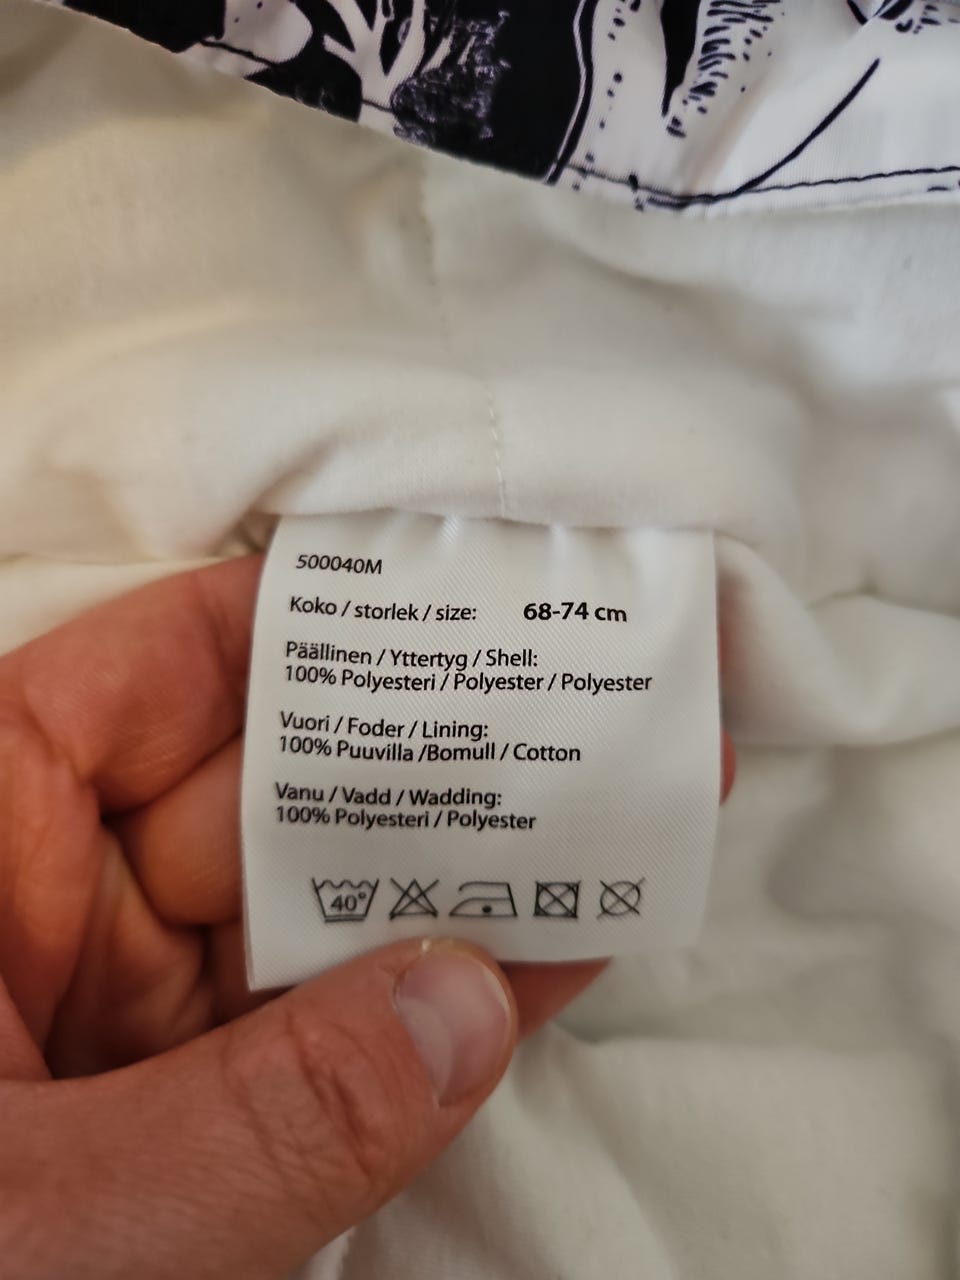 500040M
Koko / storlek / size: 68-74 cm
Päällinen / Yttertyg / Shell:
100% Polyesteri / Polyester / Polyester
Vuori / Foder / Lining:
100% Puuvilla /Bomull / Cotton
Vanu / Vadd / Wadding:
100% Polyesteri / Polyester
40°